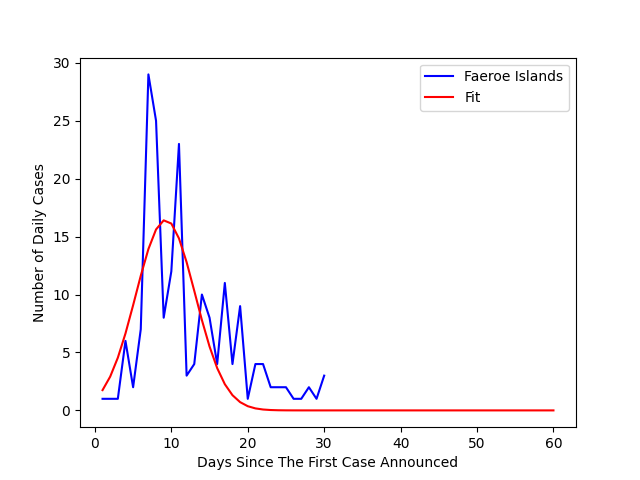 30
25
20
15
10
5
0
Number of Daily Cases
Faeroe Islands
Fit
0 10 20 30 40 50 60
Days Since The First Case Announced